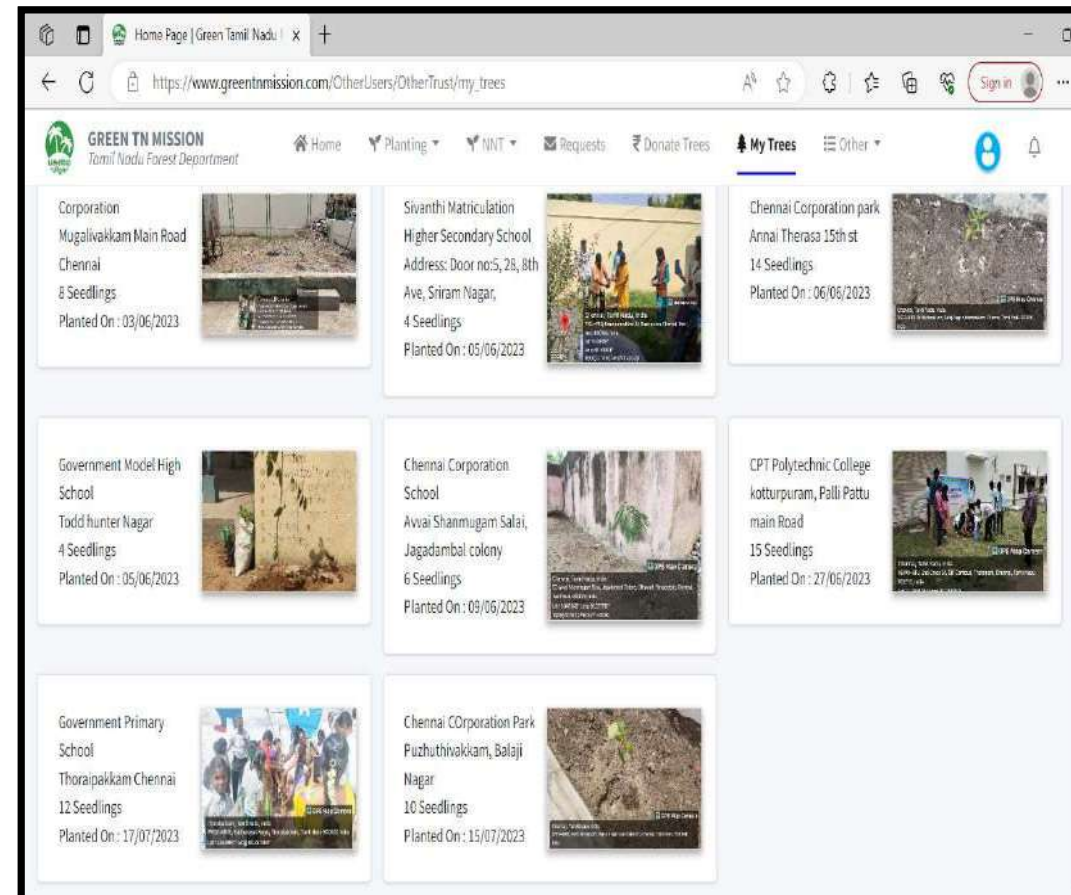 Home Page | Green Tamil Nadu
https://www.greentnmission.com/OtherUsers/OtherTrust/my_trees
Sign in
GREEN TN MISSION
Tamil Nadu Forest Department
Home
Planting
NNT
Requests
Donate Trees
My Trees
Other
Corporation
Mugalivakkam Main Road
Chennai
8 Seedlings
Planted On : 03/06/2023
Sivanthi Matriculation
Higher Secondary School
Address: Door no:5, 28, 8th
Ave, Sriram Nagar,
4 Seedlings
Planted On : 05/06/2023
Chennai Corporation park
Annai Therasa 15th st
14 Seedlings
Planted On : 06/06/2023
Government Model High
School
Todd hunter Nagar
4 Seedlings
Planted On : 05/06/2023
Chennai Corporation
School
Avvai Shanmugam Salai,
Jagadambal colony
6 Seedlings
Planted On : 09/06/2023
CPT Polytechnic College
kotturpuram, Palli Pattu
main Road
15 Seedlings
Planted On : 27/06/2023
Government Primary
School
Thoraipakkam Chennai
12 Seedlings
Planted On : 17/07/2023
Chennai COrporation Park
Puzhuthivakkam, Balaji
Nagar
10 Seedlings
Planted On : 15/07/2023